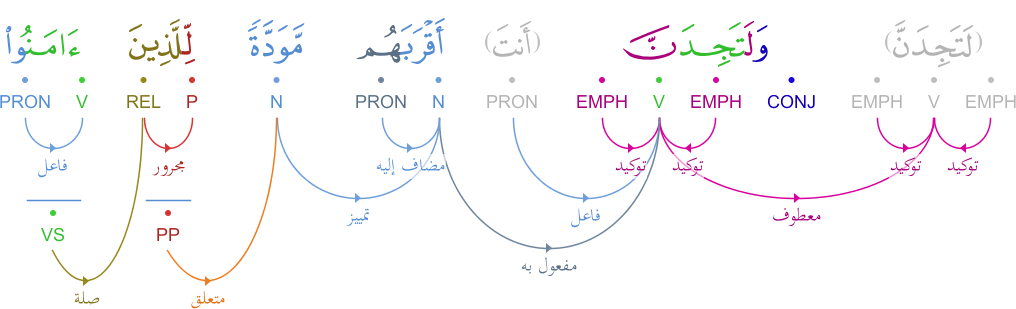 (لَتَجِدَنَّ) وَلَتَجِدَنَّ (أَنتَ) أَقْرَبَهُم مَّوَدَّةً لِّلَّذِينَ ءَامَنُوا۟
PRON V REL P N PRON N PRON EMPH V EMPH CONJ EMPH V EMPH
فاعل مجرور مضاف إليه توكيد توكيد توكيد توكيد
تمييز فاعل معطوف
VS PP
مفعول به
صلة متعلق